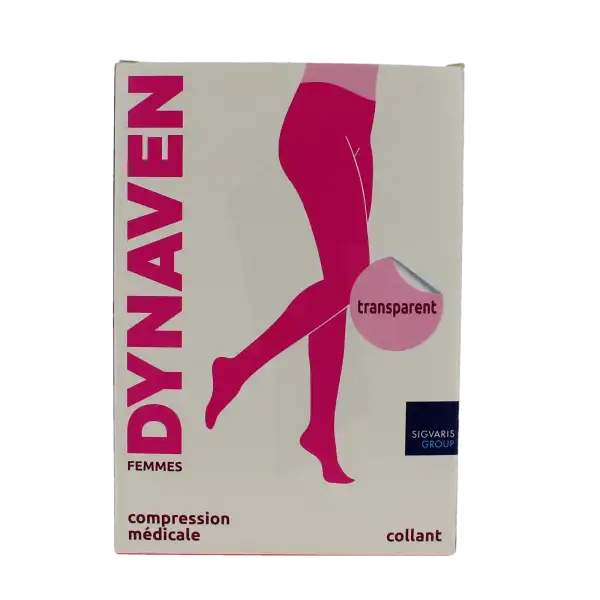 DYNAVEN
FEMMES
transparent
SIGVARIS
GROUP
compression
médicale
collant